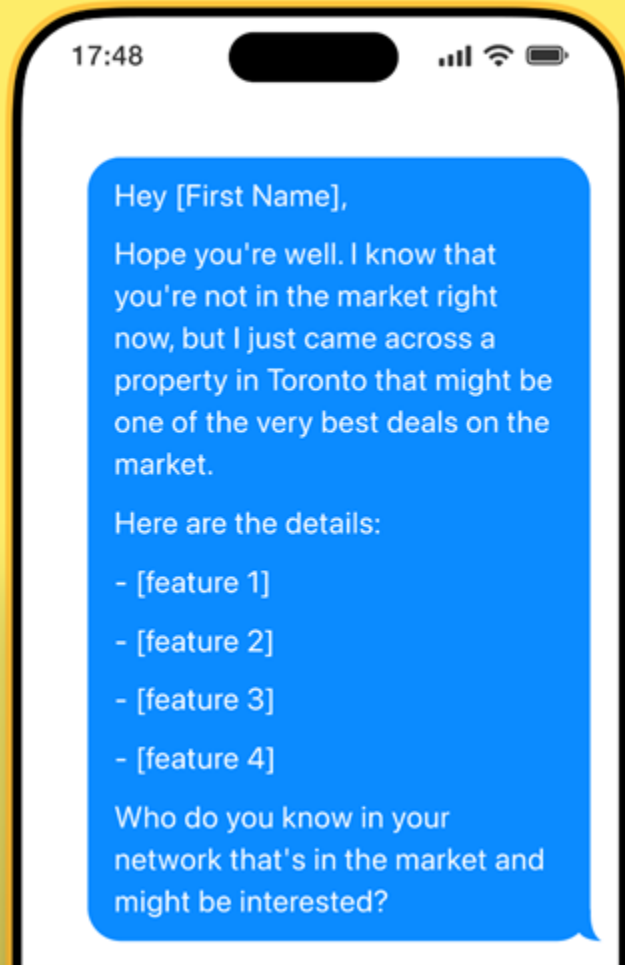 17:48
Hey [First Name],
Hope you're well. I know that
you're not in the market right
now, but I just came across a
property in Toronto that might be
one of the very best deals on the
market.
Here are the details:
- [feature 1]
- [feature 2]
- [feature 3]
- [feature 4]
Who do you know in your
network that's in the market and
might be interested?